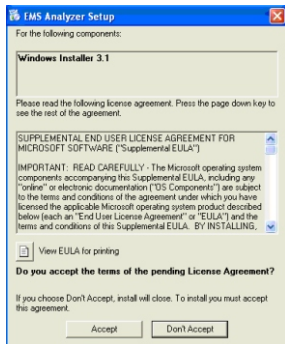 EMS Analyzer Setup
For the following components:
Windows Installer 3.1
Please read the following license agreement. Press the page down key to
see the rest of the agreement.
SUPPLEMENTAL END USER LICENSE AGREEMENT FOR
MICROSOFT SOFTWARE ("Supplemental EULA")
IMPORTANT: READ CAREFULLY - The Microsoft operating system
components accompanying this Supplemental EULA, including any
"online" or electronic documentation ("OS Components") are subject
to the terms and conditions of the agreement under which you have
licensed the applicable Microsoft operating system product described
below (each an "End User License Agreement" or "EULA") and the
terms and conditions of this Supplemental EULA. BY INSTALLING,
View EULA for printing
Do you accept the terms of the pending License Agreement?
If you choose Don't Accept, install will close. To install you must accept
this agreement.
Accept
Don't Accept